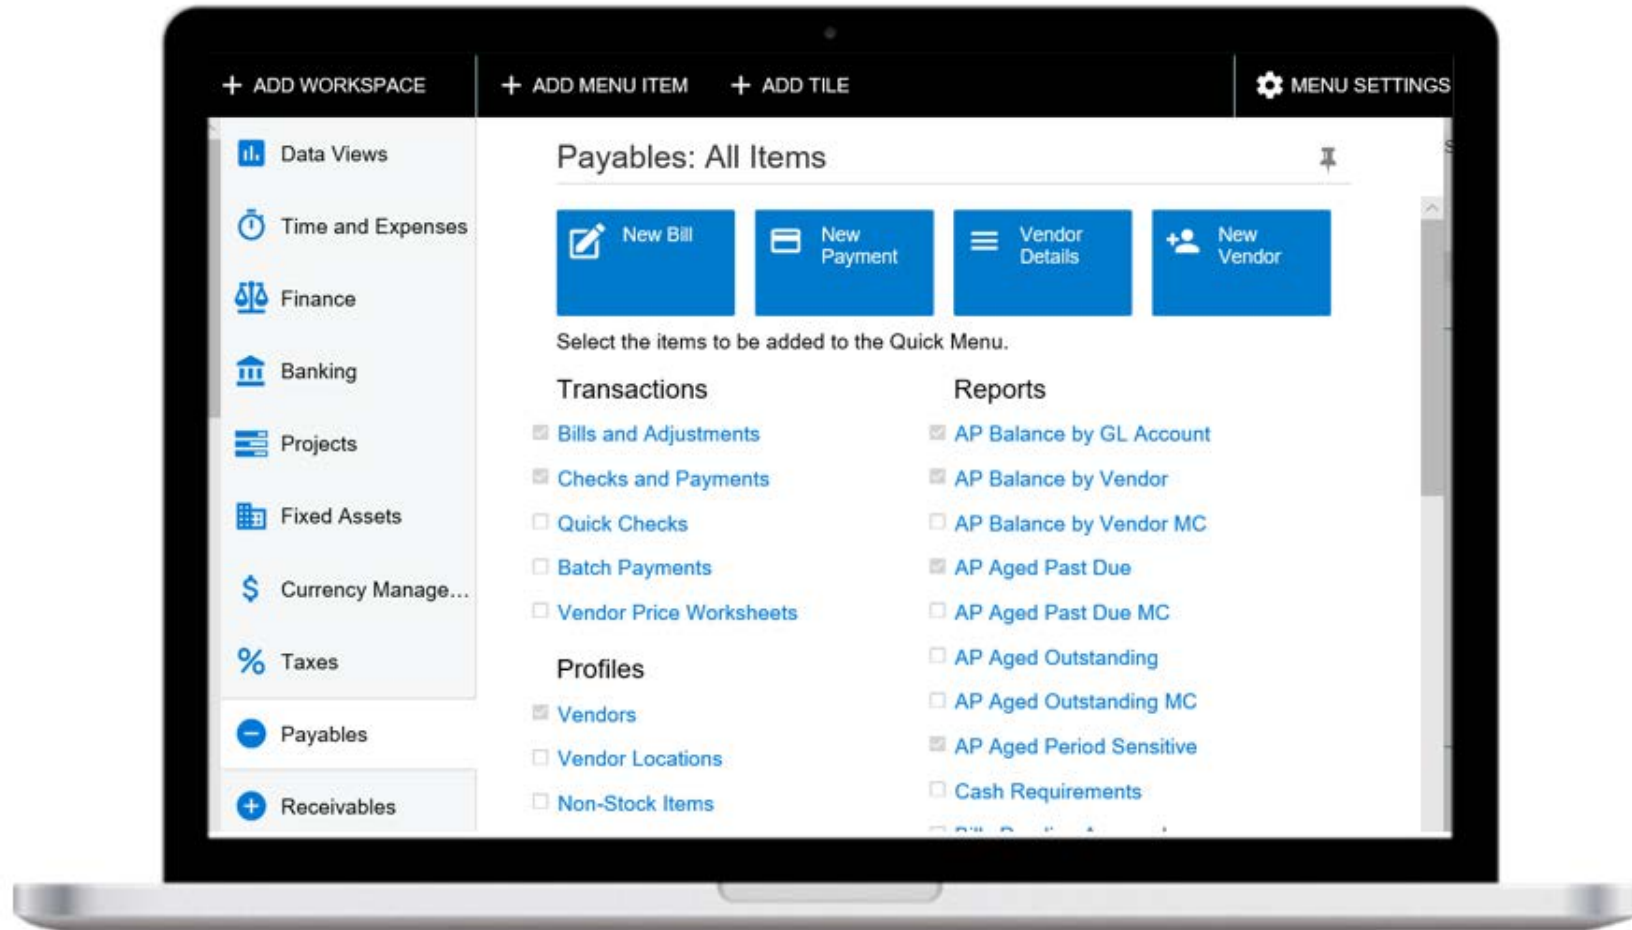 ADD WORKSPACE
ADD MENU ITEM
ADD TILE
MENU SETTINGS
Data Views
Time and Expenses
Finance
Banking
Projects
Fixed Assets
Currency Manage...
Taxes
Payables
Receivables
Payables: All Items
New Bill
New
Payment
Vendor
Details
New
Vendor
Select the items to be added to the Quick Menu.
Transactions
Bills and Adjustments
Checks and Payments
Quick Checks
Batch Payments
Vendor Price Worksheets
Profiles
Vendors
Vendor Locations
Non-Stock Items
Reports
AP Balance by GL Account
AP Balance by Vendor
AP Balance by Vendor MC
AP Aged Past Due
AP Aged Past Due MC
AP Aged Outstanding
AP Aged Outstanding MC
AP Aged Period Sensitive
Cash Requirements